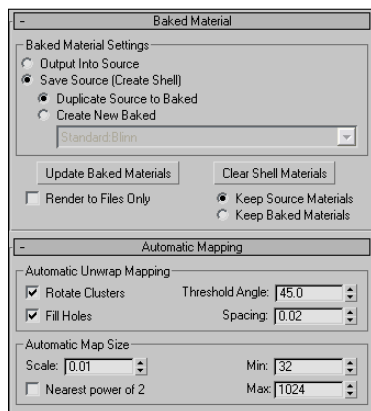 - Baked Material
Baked Material Settings
Output Into Source
Save Source (Create Shell)
Duplicate Source to Baked
Create New Baked
Standard:Blinn
Update Baked Materials Clear Shell Materials
Render to Files Only Keep Source Materials
Keep Baked Materials
- Automatic Mapping
Automatic Unwrap Mapping
Rotate Clusters Threshold Angle: 45.0
Fill Holes Spacing: 0.02
Automatic Map Size
Scale: 0.01 Min: 32
Nearest power of 2 Max: 1024